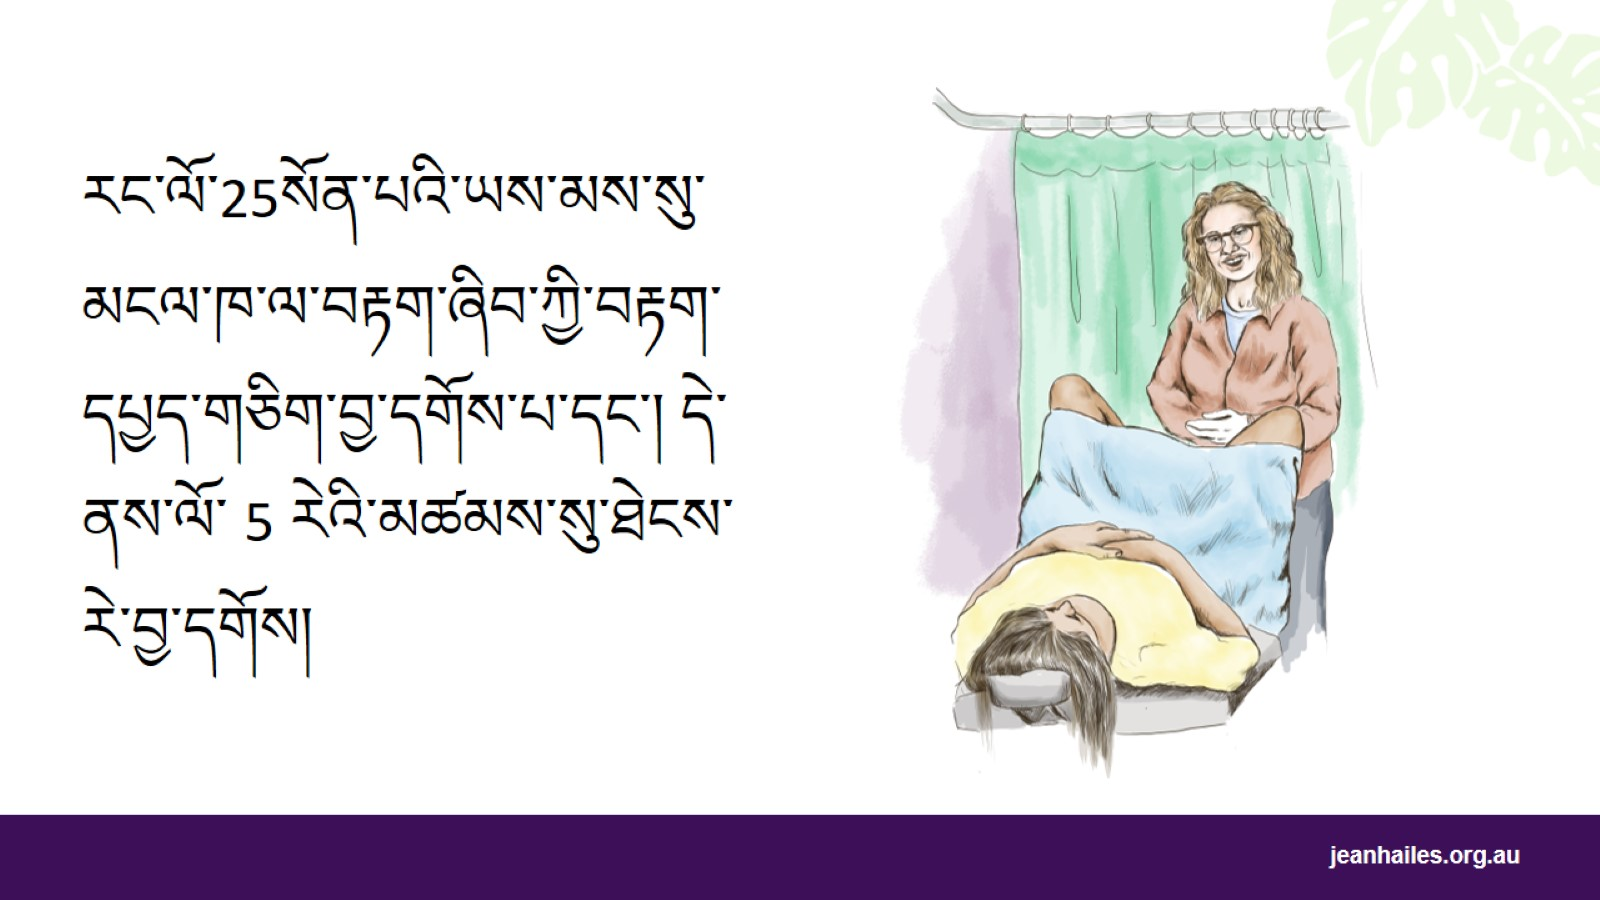 རང་ལོ་25སོན་པའི་ཡས་མས་སུ་
མངལ་ཁ་ལ་བརྟག་ཞིབ་ཀྱི་བརྟག་
དཔྱད་གཅིག་བྱ་དགོས་པ་དང་། དེ་
ནས་ལོ་ 5 རེའི་མཚམས་སུ་ཐེངས་
རེ་བྱ་དགོས།
jeanhailes.org.au